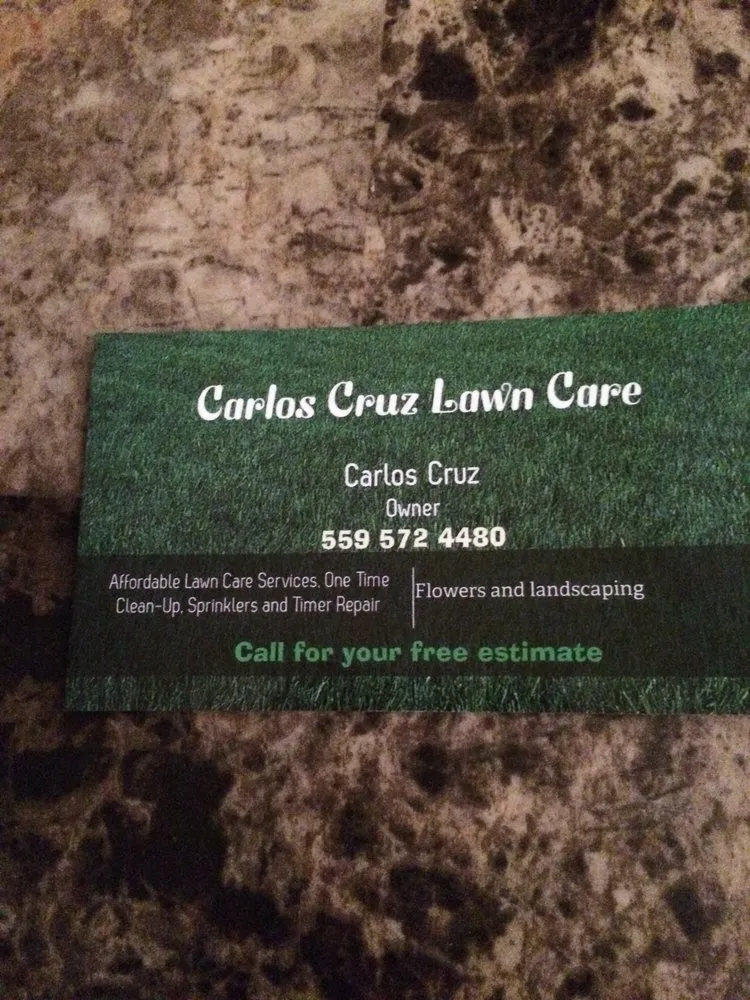 Carlos Cruz Lawn Care
Carlos Cruz
Owner
559 572 4480
Affordable Lawn Care Services, One Time
Clean-Up, Sprinklers and Timer Repair
Flowers and landscaping
Call for your free estimate